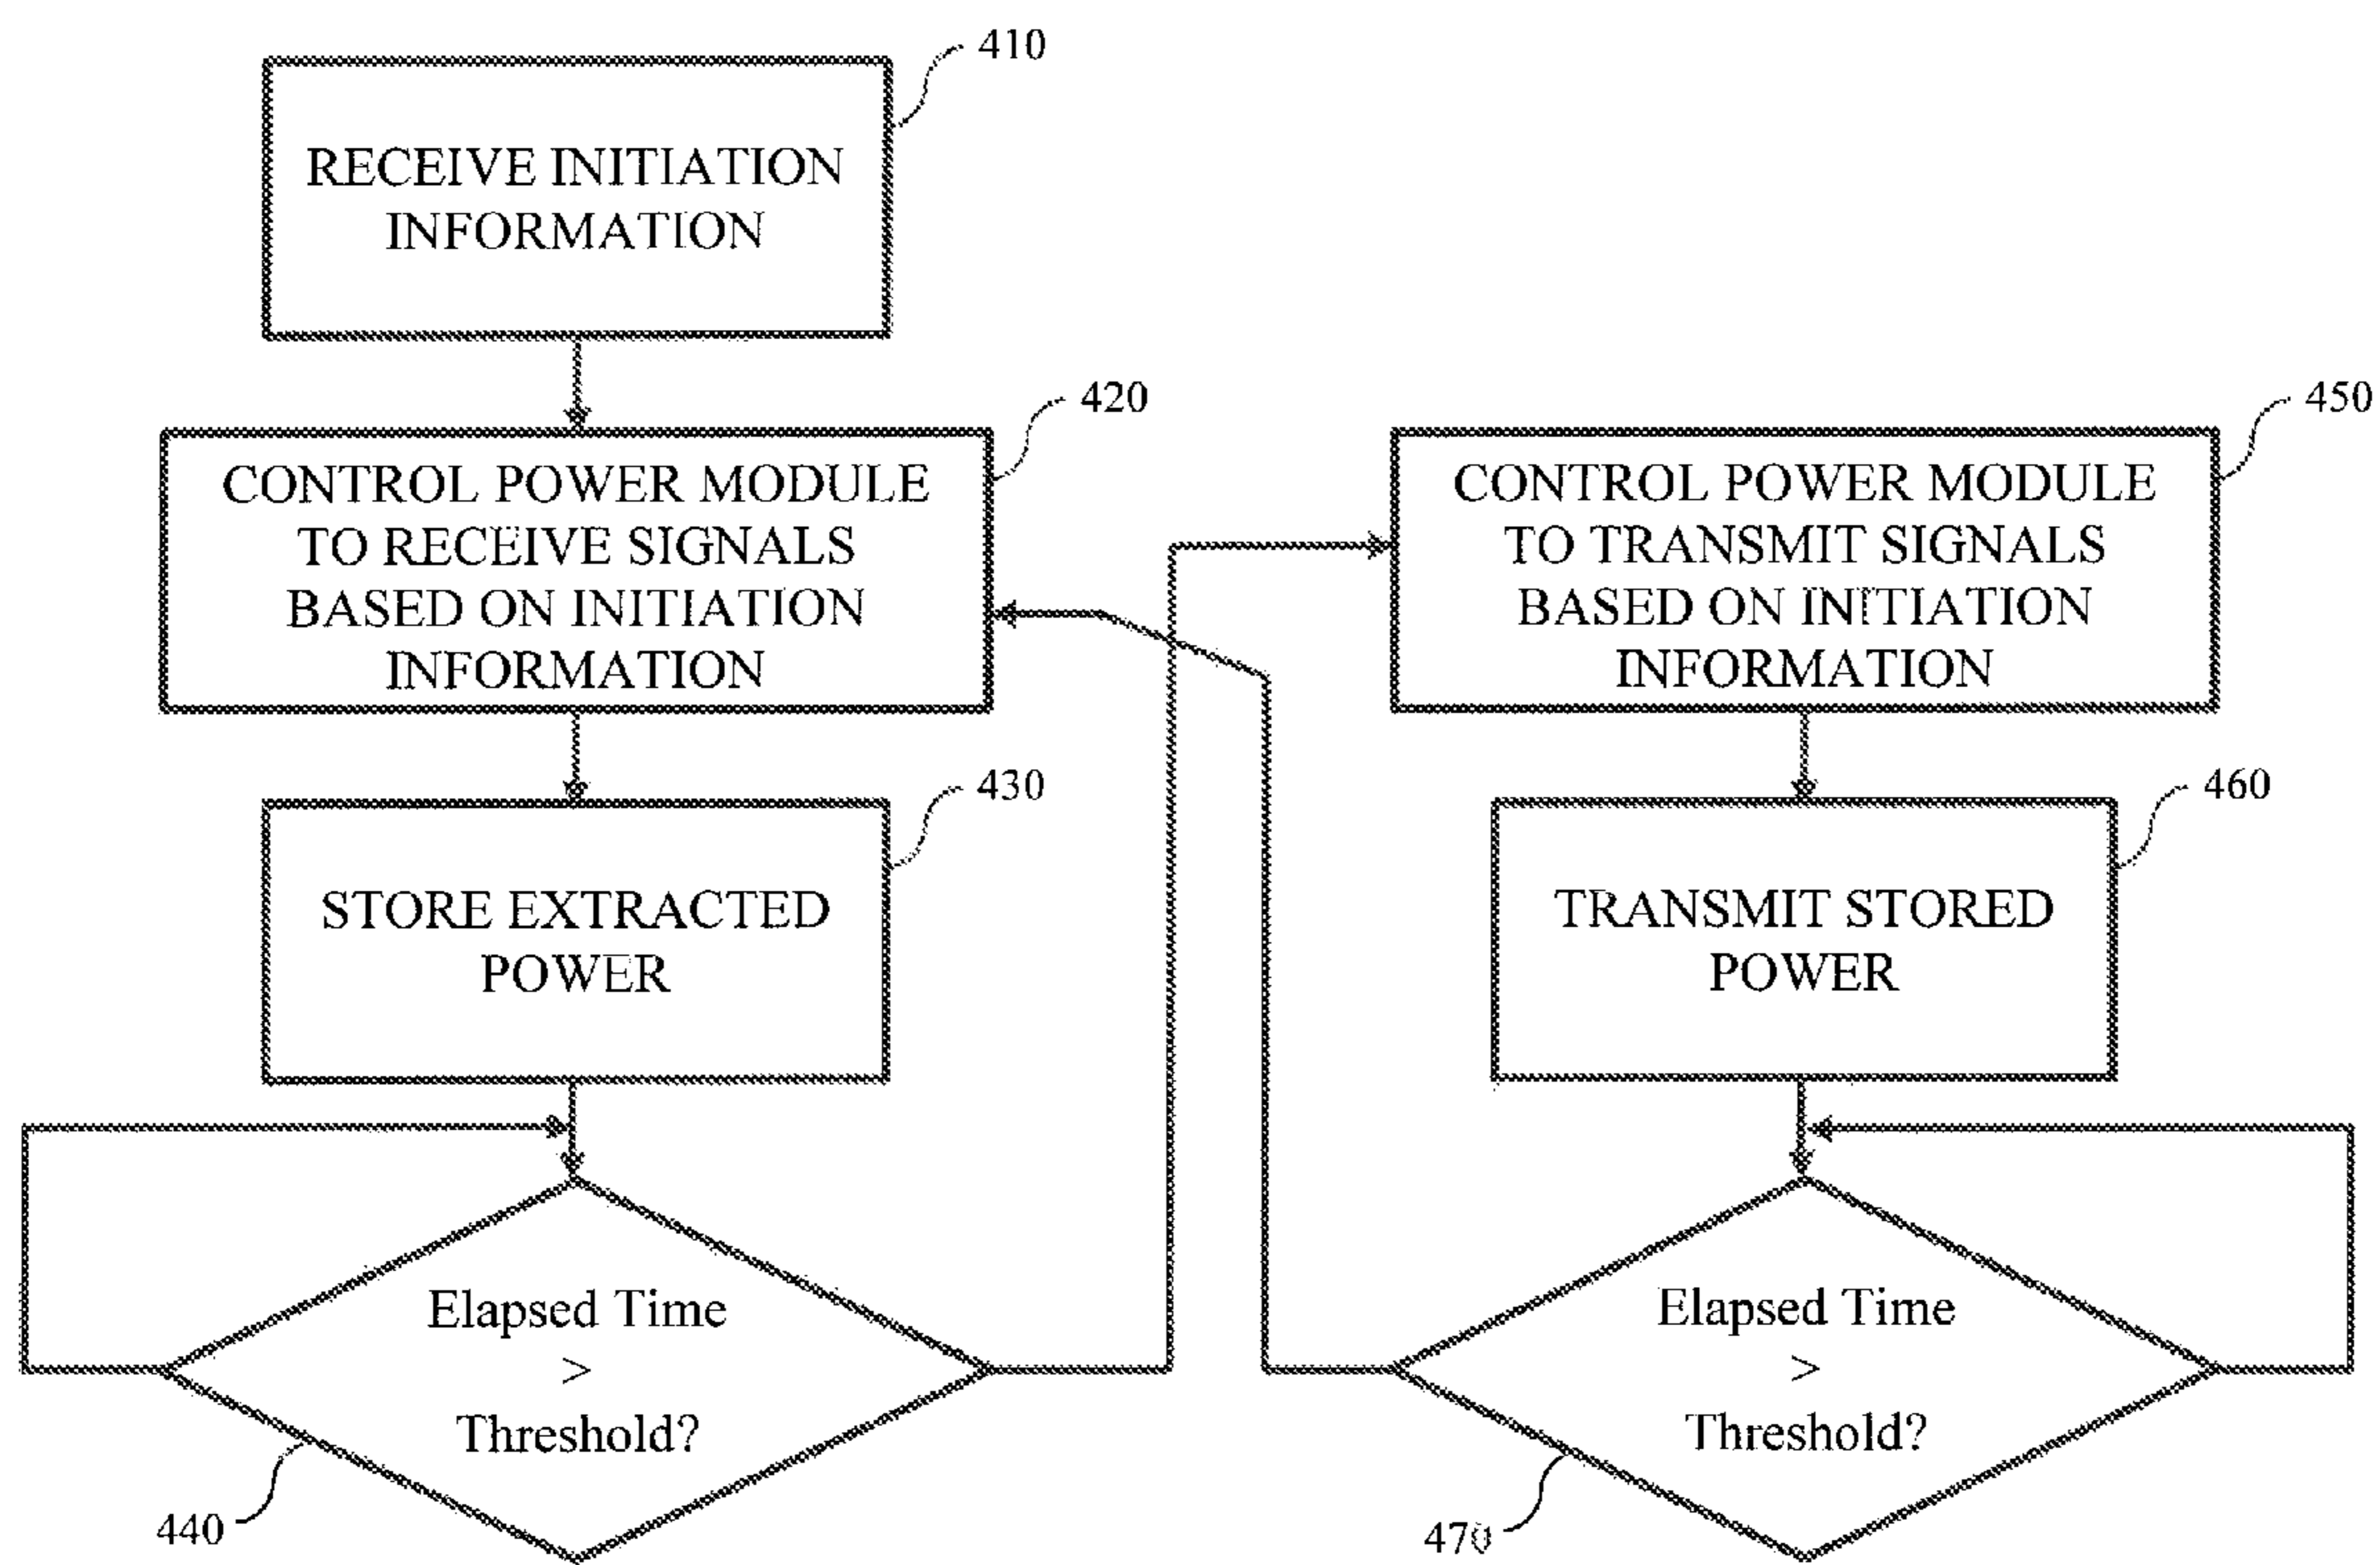 410
RECEIVE INITIATION
INFORMATION
420
CONTROL POWER MODULE
TO RECEIVE SIGNALS
BASED ON INITIATION
INFORMATION
430
STORE EXTRACTED
POWER
Elapsed Time
>
Threshold?
440
450
CONTROL POWER MODULE
TO TRANSMIT SIGNALS
BASED ON INITIATION
INFORMATION
460
TRANSMIT STORED
POWER
Elapsed Time
>
Threshold?
470